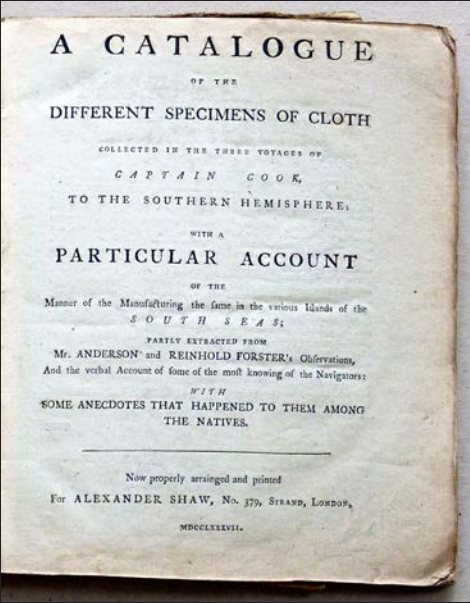 A CATALOGUE
OF THE
DIFFERENT SPECIMENS OF CLOTH
COLLECTED IN THE THREE VOYAGES OF
CAPTAIN COOK,
TO THE SOUTHERN HEMISPHERE;
WITH A
PARTICULAR ACCOUNT
OF THE
Manner of the Manufacturing the same in the various Islands of the
SOUTH SEAS;
PARTLY EXTRACTED FROM
Mr. ANDERSON and REINHOLD FORSTER's Observations,
And the verbal Account of some of the most knowing of the Navigators:
WITH
SOME ANECDOTES THAT HAPPENED TO THEM AMONG
THE NATIVES.
Now properly arrainged and printed
For ALEXANDER SHAW, No. 379, STRAND, LONDON,
MDCCLXXXVII.